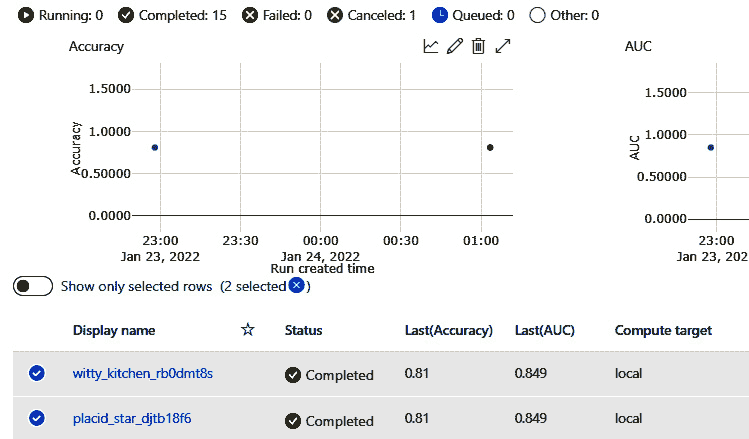 Running: 0 Completed: 15 Failed: 0 Canceled: 1 Queued: 0 Other: 0
Accuracy AUC
1.5000
1.0000
0.50000
0.0000
Accuracy
23:00 23:30 00:00 00:30 01:00
Jan 23, 2022 Jan 24, 2022
Run created time
1.5000
1.0000
0.50000
0.0000
AUC
23:00
Jan 23, 202
Show only selected rows (2 selected )
Display name Status Last(Accuracy) Last(AUC) Compute target
witty_kitchen_rb0dmt8s Completed 0.81 0.849 local
placid_star_djtb18f6 Completed 0.81 0.849 local